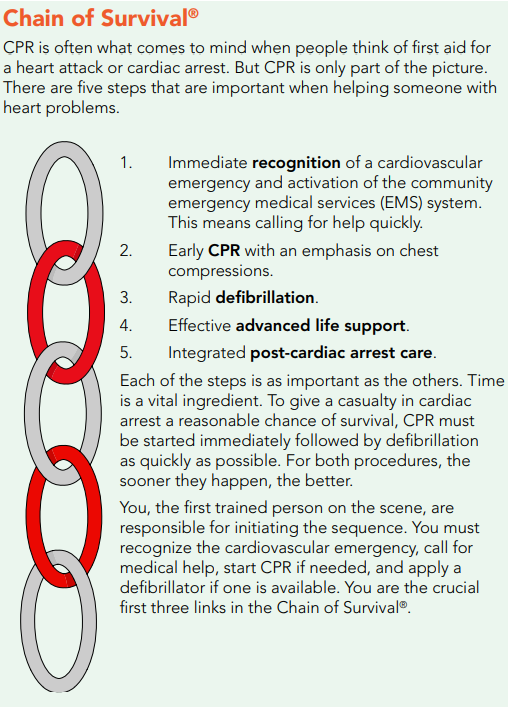 Chain of Survival®
CPR is often what comes to mind when people think of first aid for
a heart attack or cardiac arrest. But CPR is only part of the picture.
There are five steps that are important when helping someone with
heart problems.
1. Immediate recognition of a cardiovascular
emergency and activation of the community
emergency medical services (EMS) system.
This means calling for help quickly.
2. Early CPR with an emphasis on chest
compressions.
3. Rapid defibrillation.
4. Effective advanced life support.
5. Integrated post-cardiac arrest care.
Each of the steps is as important as the others. Time
is a vital ingredient. To give a casualty in cardiac
arrest a reasonable chance of survival, CPR must
be started immediately followed by defibrillation
as quickly as possible. For both procedures, the
sooner they happen, the better.
You, the first trained person on the scene, are
responsible for initiating the sequence. You must
recognize the cardiovascular emergency, call for
medical help, start CPR if needed, and apply a
defibrillator if one is available. You are the crucial
first three links in the Chain of Survival®.